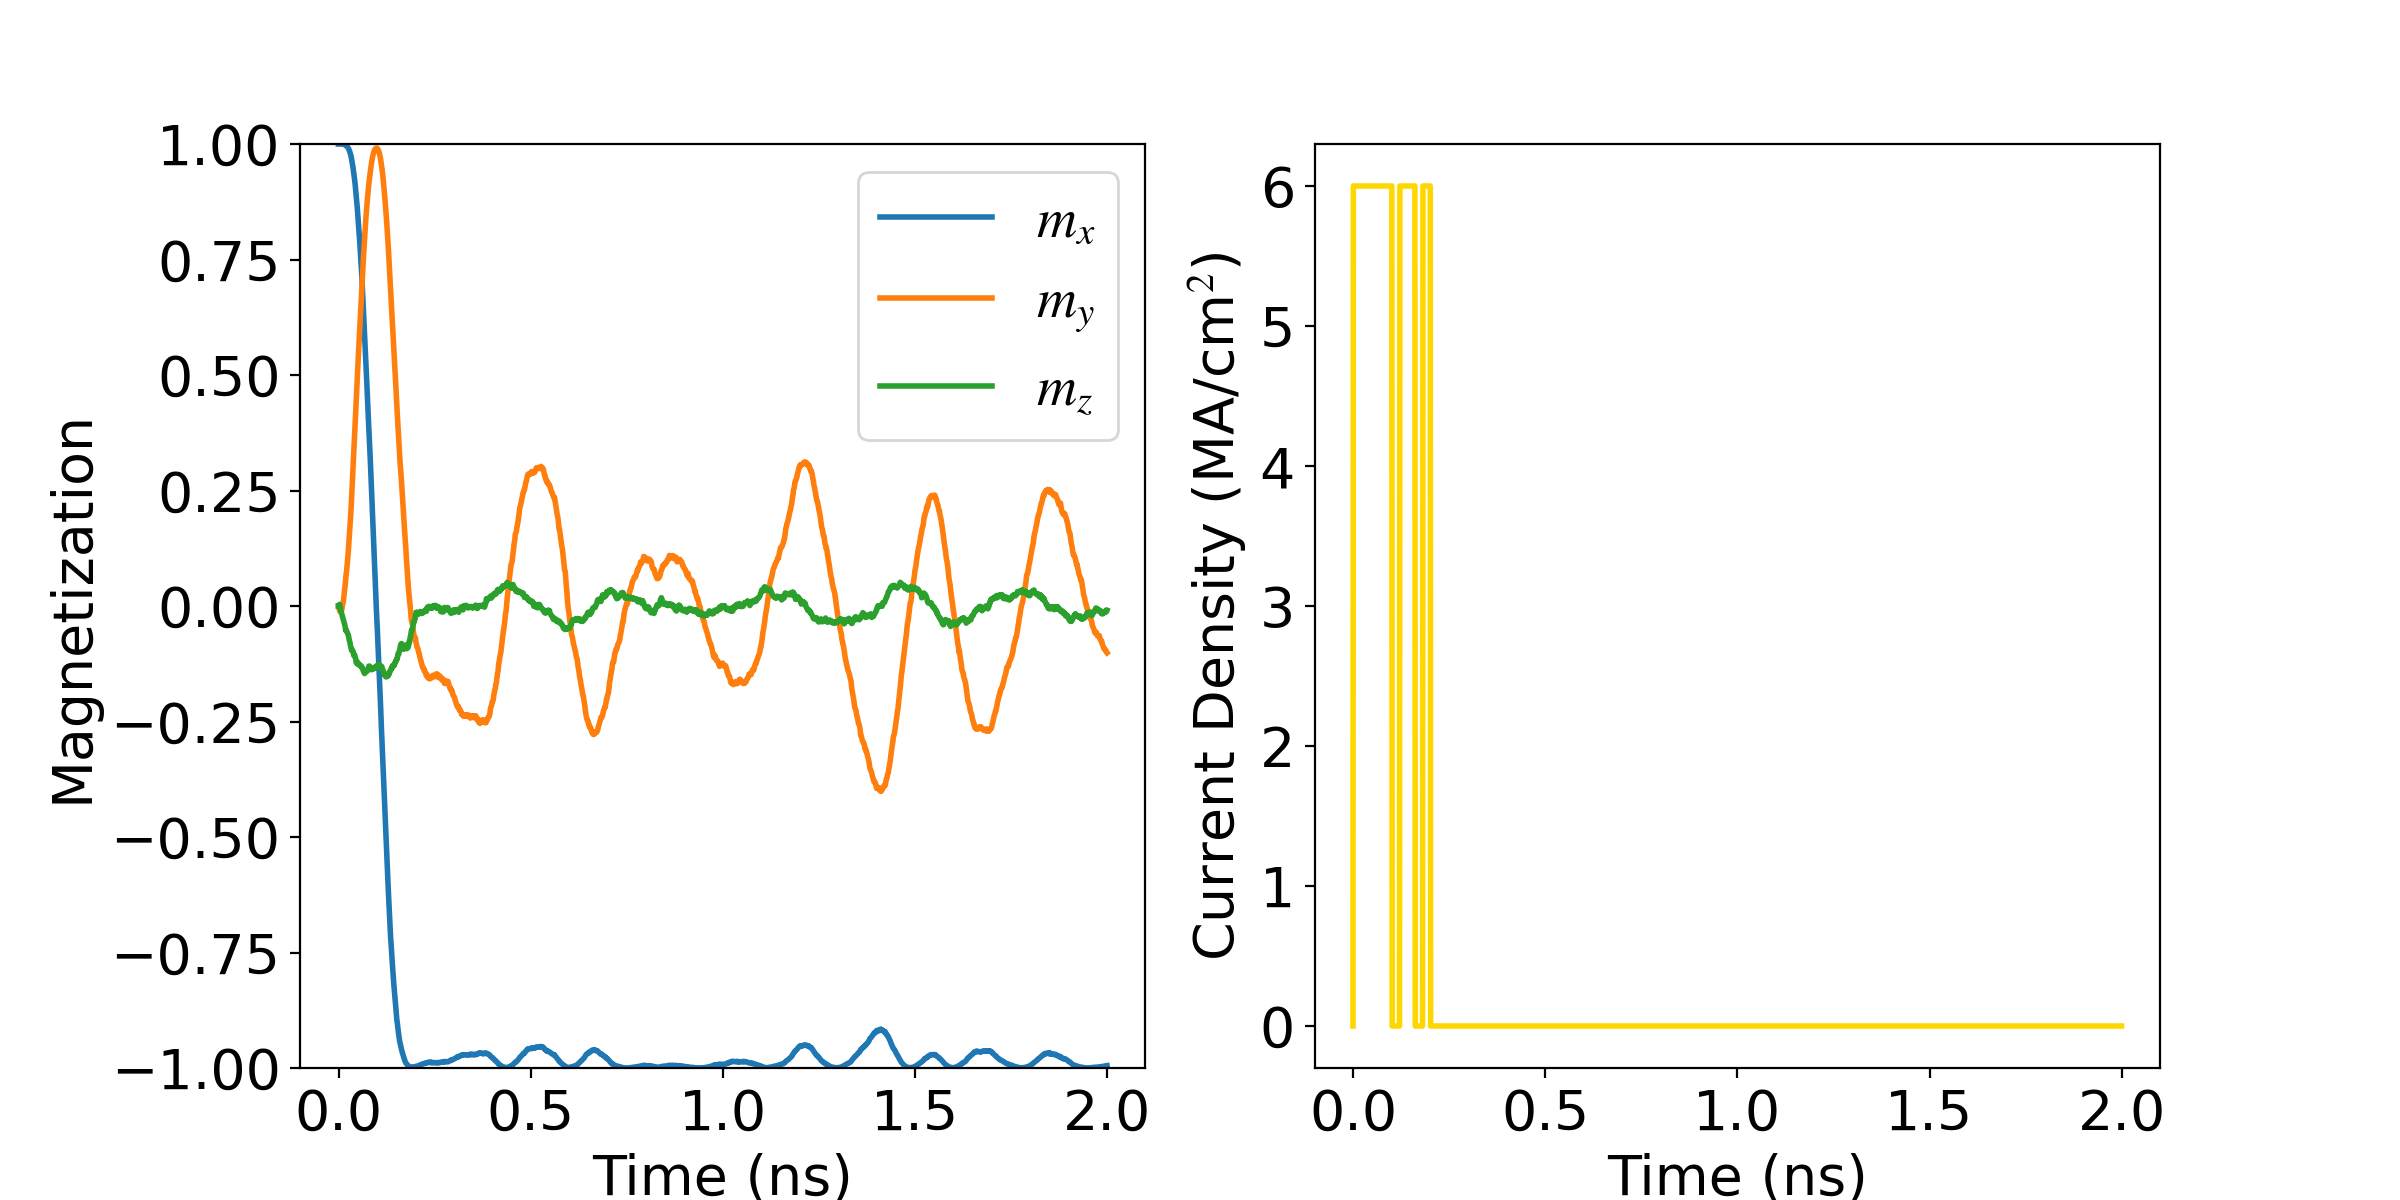 1.00
0.75
0.50
0.25
0.00
−0.25
−0.50
−0.75
−1.00
Magnetization
0.0 0.5 1.0 1.5 2.0
Time (ns)
m_x
m_y
m_z
6
5
4
3
2
1
0
Current Density (MA/cm²)
0.0 0.5 1.0 1.5 2.0
Time (ns)